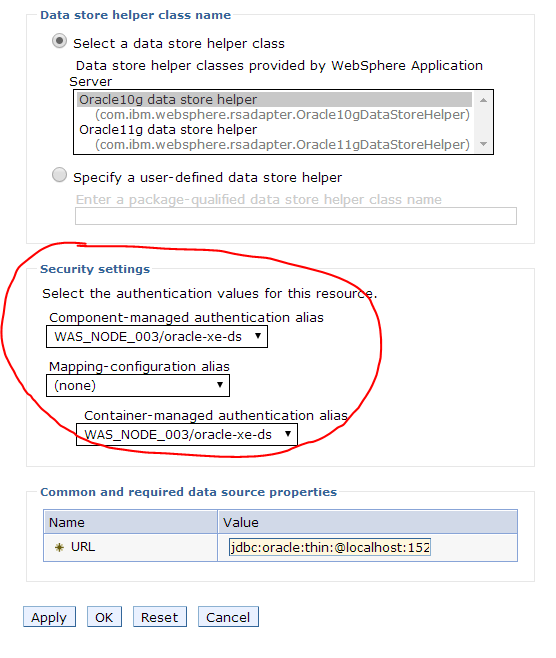 Data store helper class name
Select a data store helper class
Data store helper classes provided by WebSphere Application
Server
Oracle10g data store helper
(com.ibm.websphere.rsadapter.Oracle10gDataStoreHelper)
Oracle11g data store helper
(com.ibm.websphere.rsadapter.Oracle11gDataStoreHelper)
Specify a user-defined data store helper
Enter a package-qualified data store helper class name
Security settings
Select the authentication values for this resource.
Component-managed authentication alias
WAS_NODE_003/oracle-xe-ds
Mapping-configuration alias
(none)
Container-managed authentication alias
WAS_NODE_003/oracle-xe-ds
Common and required data source properties
Name Value
URL jdbc:oracle:thin:@localhost:152
Apply OK Reset Cancel